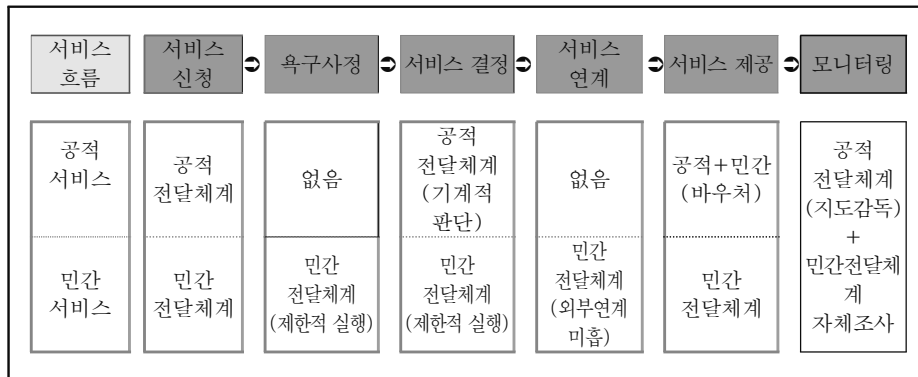 서비스
흐름
서비스
신청
➲
욕구사정
➲
서비스 결정
➲
서비스
연계
➲
서비스 제공
➲
모니터링
공적
서비스
공적
전달체계
없음
공적
전달체계
(기계적
판단)
없음
공적+민간
(바우처)
공적
전달체계
(지도감독)
+
민간전달체
계
자체조사
민간
서비스
민간
전달체계
민간
전달체계
(제한적 실행)
민간
전달체계
(제한적 실행)
민간
전달체계
(외부연계
미흡)
민간
전달체계